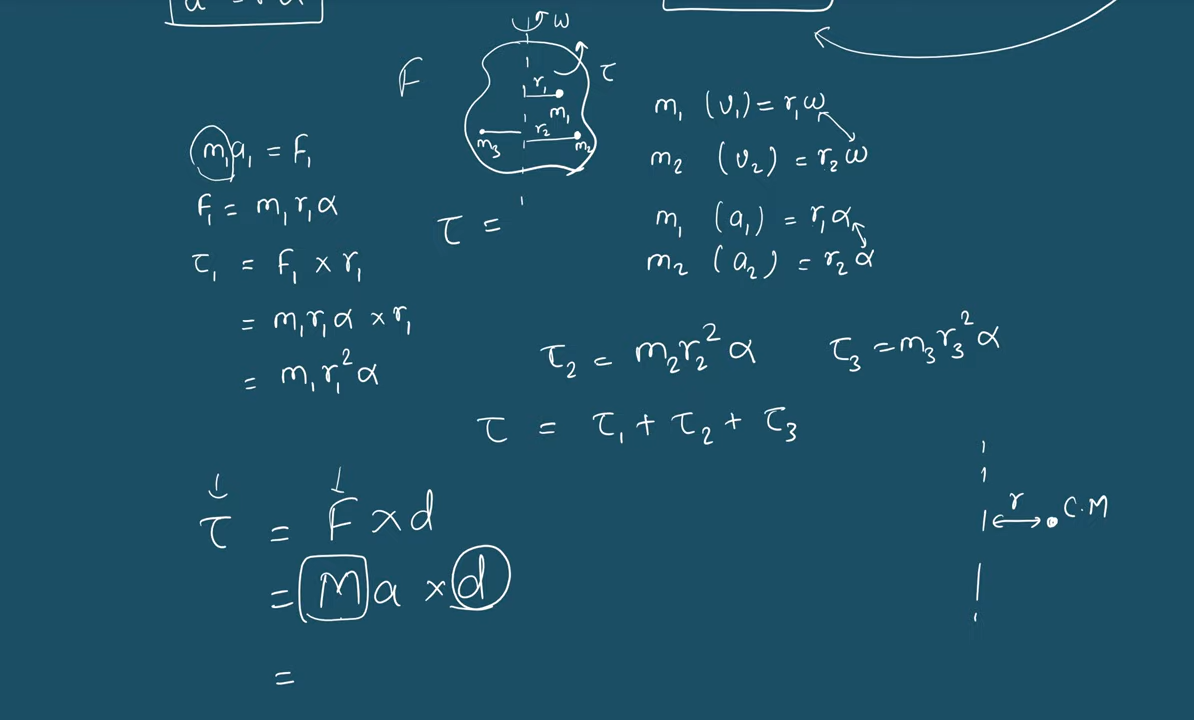 ω
F
τ
r₁
m₁
m₃
r₂
m₂
m₁ (v₁) = r₁ω
m₁a₁ = F₁
m₂ (v₂) = r₂ω
F₁ = m₁r₁α
τ =
m₁ (a₁) = r₁α
τ₁ = F₁ × r₁
m₂ (a₂) = r₂α
= m₁r₁α × r₁
= m₁r₁²α
τ₂ = m₂r₂²α
τ₃ = m₃r₃²α
τ = τ₁ + τ₂ + τ₃
τ = F × d
r
C.M
= Ma × d
=